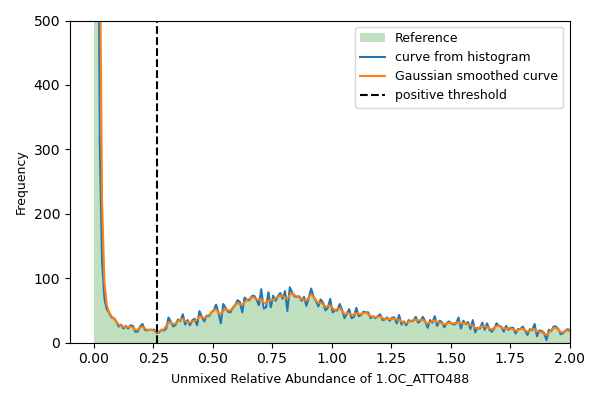 500
400
300
200
100
0
Frequency
Reference
curve from histogram
Gaussian smoothed curve
positive threshold
0.00 0.25 0.50 0.75 1.00 1.25 1.50 1.75 2.00
Unmixed Relative Abundance of 1.OC_ATTO488